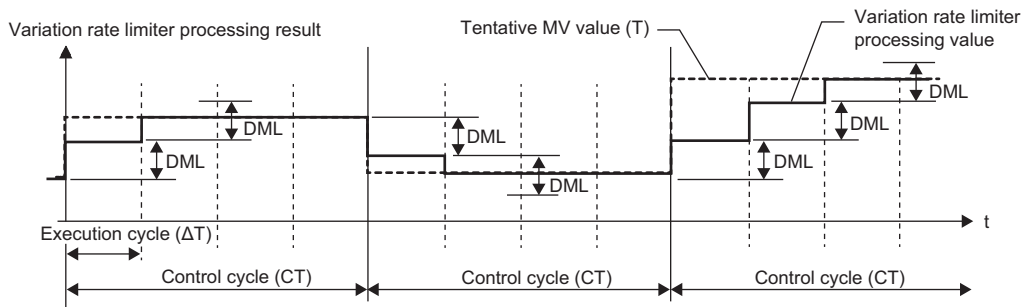 Variation rate limiter processing result
Tentative MV value (T)
Variation rate limiter
processing value
DML
DML
DML
DML
DML
DML
DML
t
Execution cycle (ΔT)
Control cycle (CT)
Control cycle (CT)
Control cycle (CT)